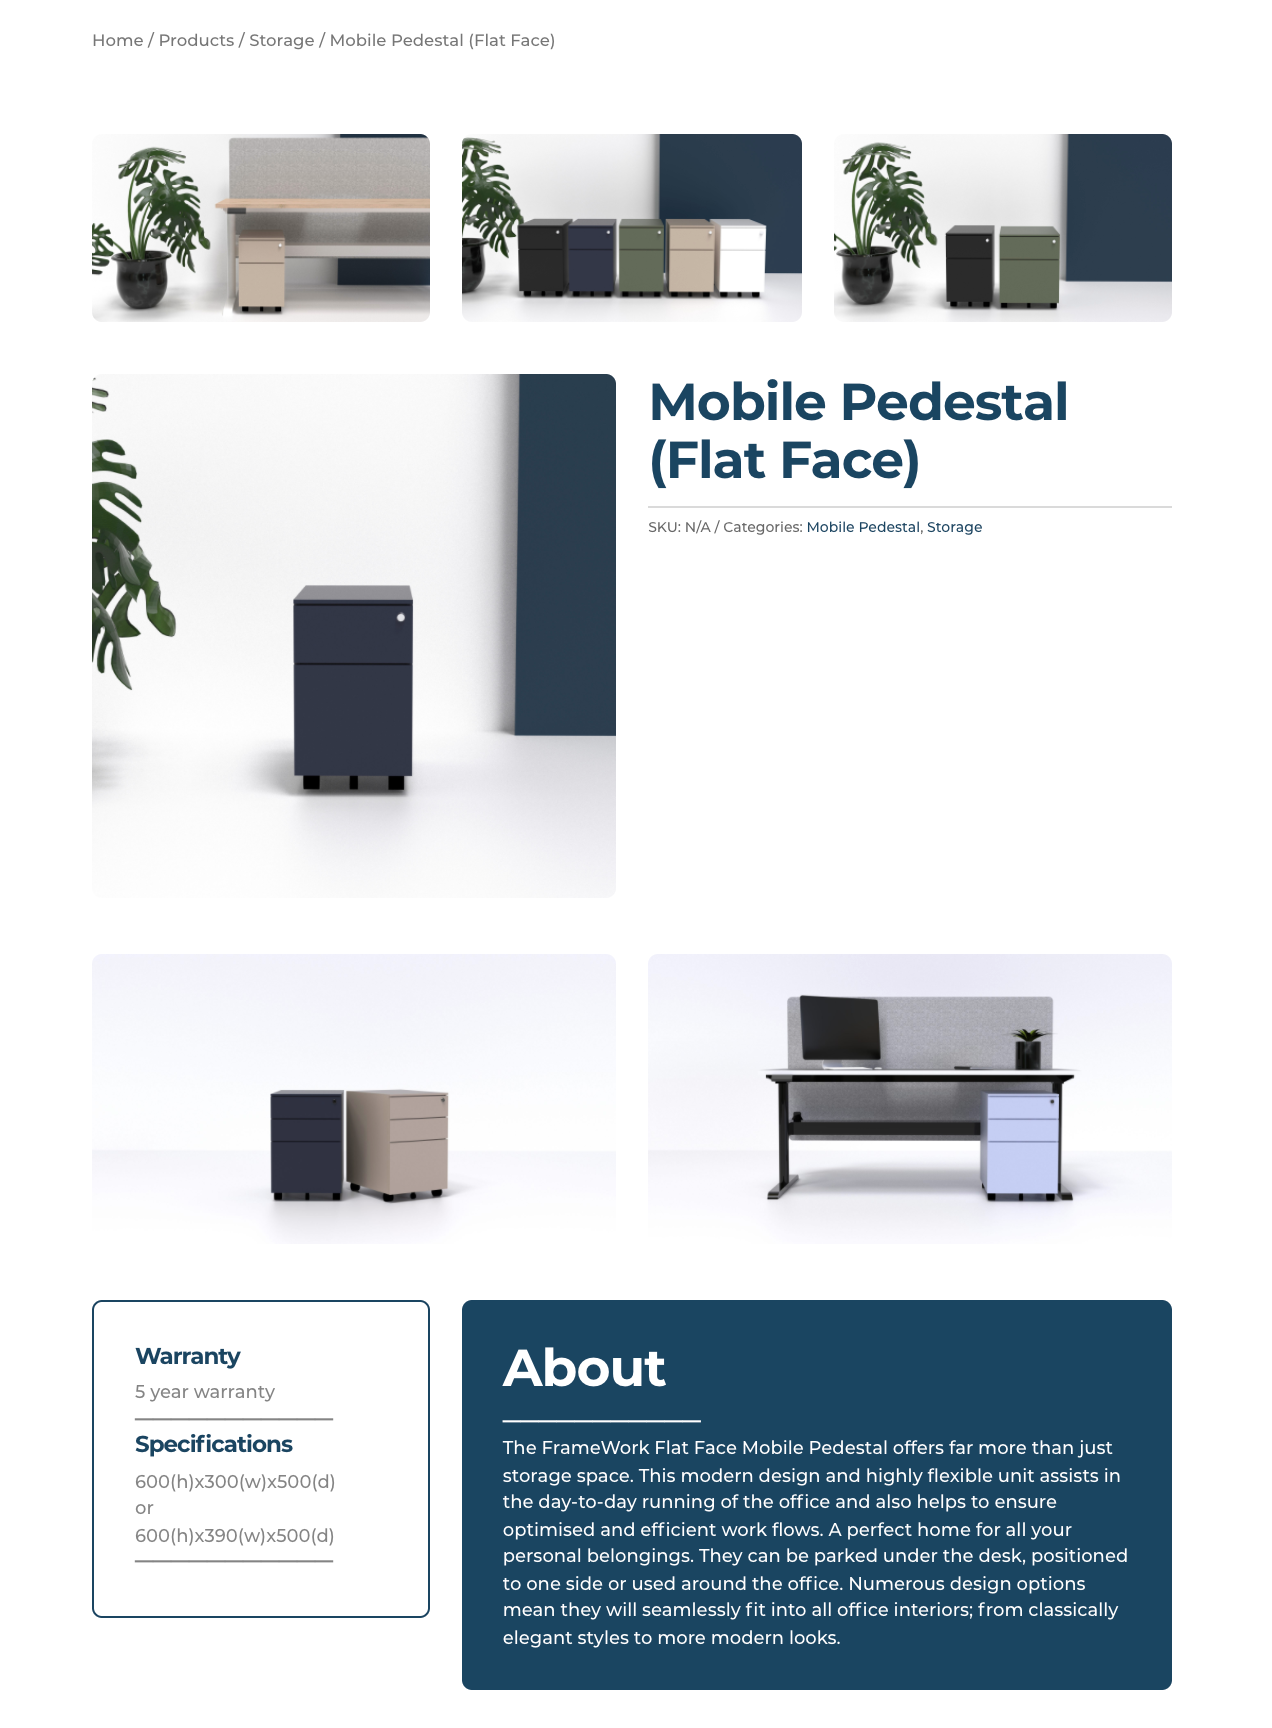 Home / Products / Storage / Mobile Pedestal (Flat Face)
Mobile Pedestal
(Flat Face)
SKU: N/A / Categories: Mobile Pedestal, Storage
Warranty
5 year warranty
Specifications
600(h)x300(w)x500(d)
or
600(h)x390(w)x500(d)
About
The FrameWork Flat Face Mobile Pedestal offers far more than just
storage space. This modern design and highly flexible unit assists in
the day-to-day running of the office and also helps to ensure
optimised and efficient work flows. A perfect home for all your
personal belongings. They can be parked under the desk, positioned
to one side or used around the office. Numerous design options
mean they will seamlessly fit into all office interiors; from classically
elegant styles to more modern looks.